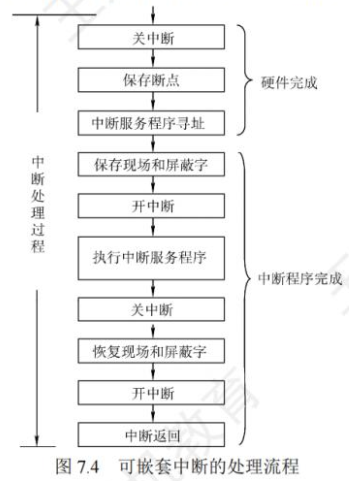 关中断
保存断点
硬件完成
中断服务程序寻址
中断处理过程
保存现场和屏蔽字
开中断
执行中断服务程序
中断程序完成
关中断
恢复现场和屏蔽字
开中断
中断返回
图 7.4 可嵌套中断的处理流程